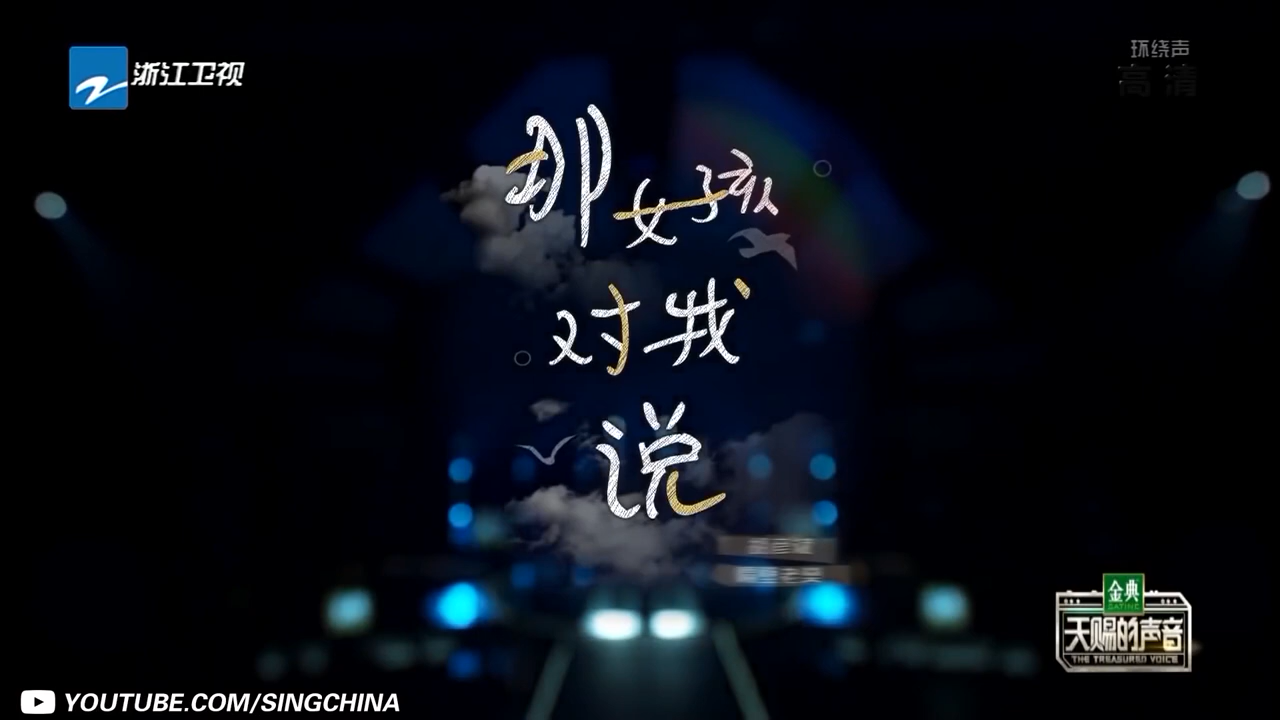 浙江卫视
环绕声
高清
那女孩
对我
说
金典
SATINE
天赐的声音
THE TREASURED VOICE
YOUTUBE.COM/SINGCHINA